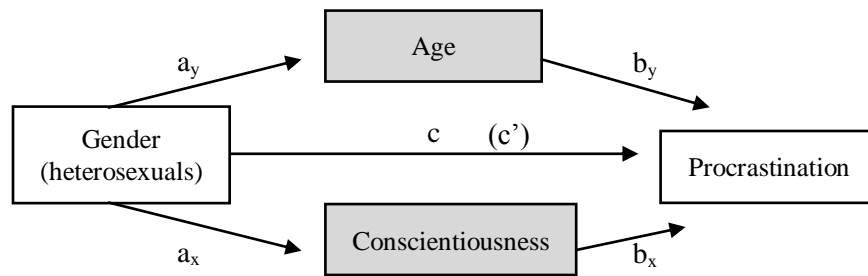 Age
a_y
b_y
Gender
(heterosexuals)
c (c’)
Procrastination
Conscientiousness
a_x
b_x